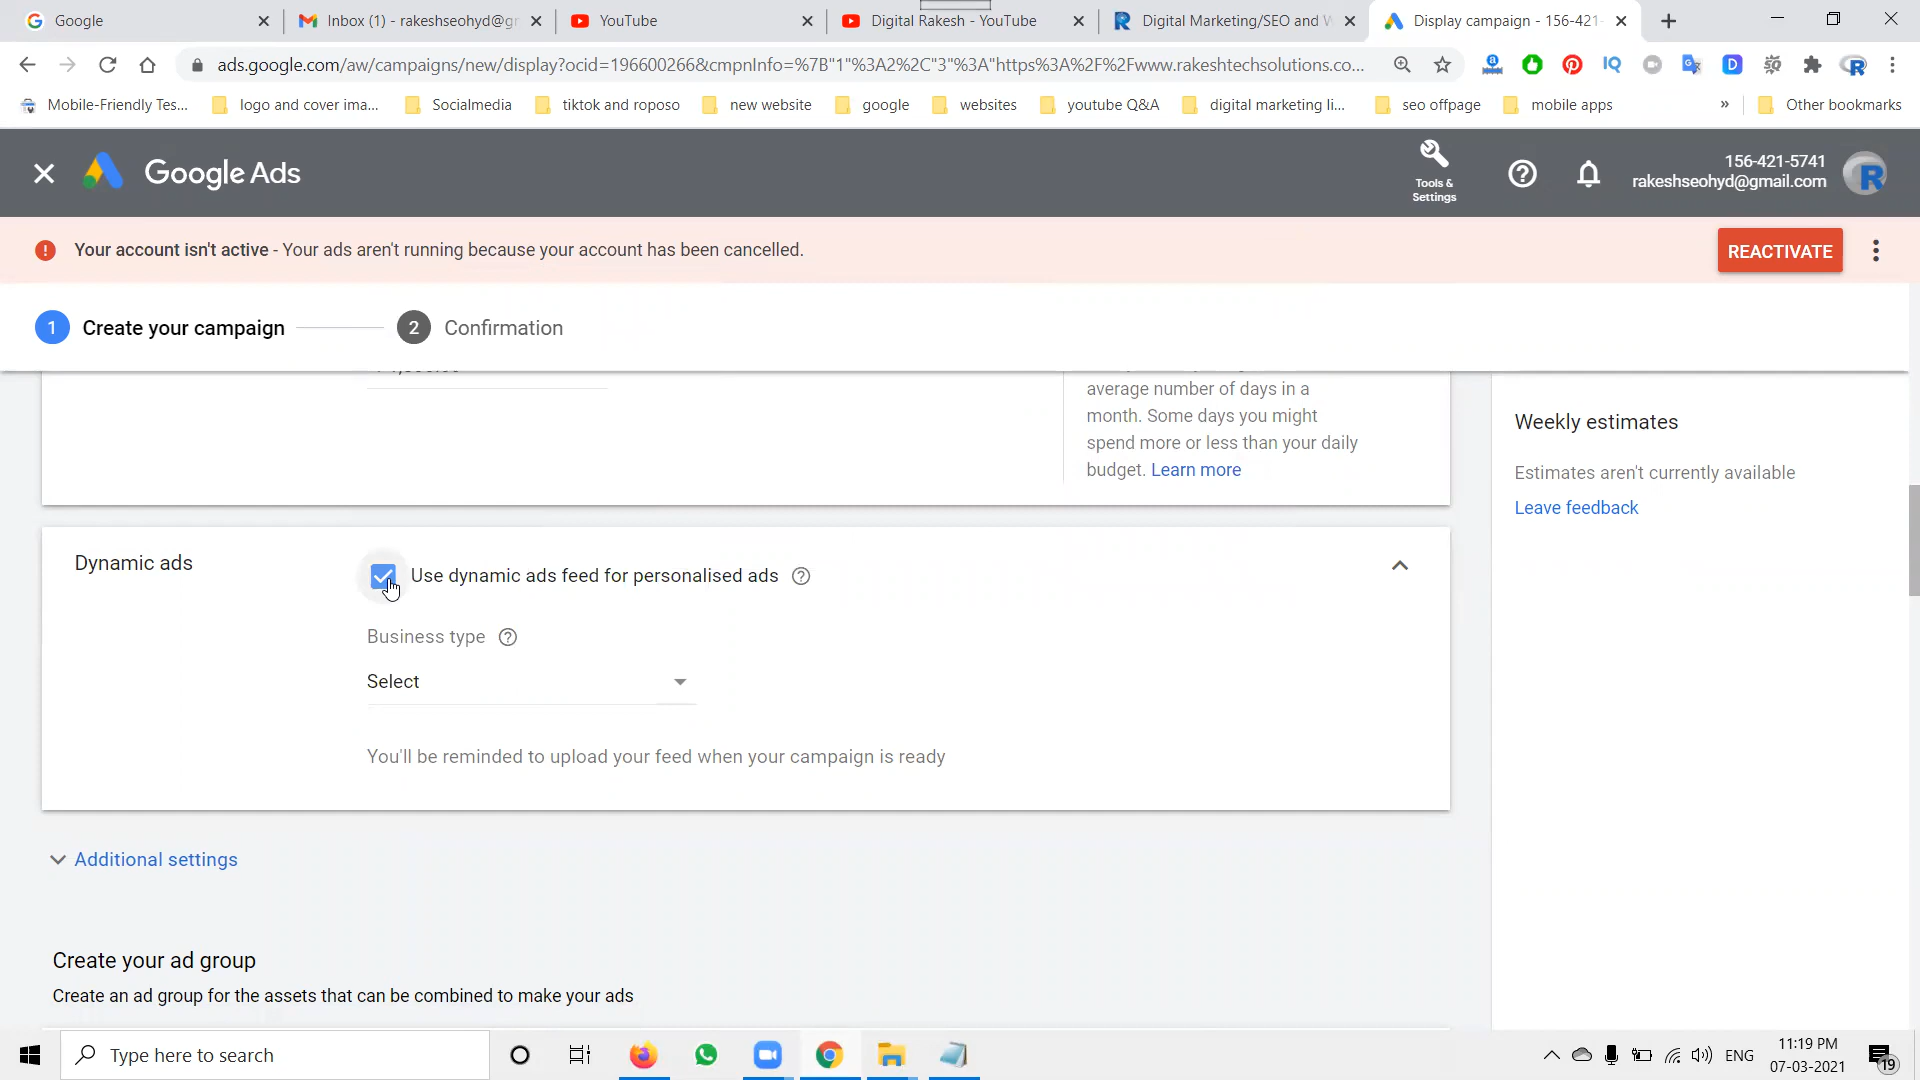 Google
Inbox (1) - rakeshseohyd@gr
YouTube
Digital Rakesh - YouTube
Digital Marketing/SEO and W
Display campaign - 156-421-
ads.google.com/aw/campaigns/new/display?ocid=196600266&cmpnInfo=%7B"1"%3A2%2C"3"%3A"https%3A%2F%2Fwww.rakeshtechsolutions.co...
Mobile-Friendly Tes...
logo and cover ima...
Socialmedia
tiktok and roposo
new website
google
websites
youtube Q&A
digital marketing li...
seo offpage
mobile apps
»
Other bookmarks
Google Ads
Tools &
Settings
156-421-5741
rakeshseohyd@gmail.com
Your account isn't active - Your ads aren't running because your account has been cancelled.
REACTIVATE
1 Create your campaign
2 Confirmation
average number of days in a
month. Some days you might
spend more or less than your daily
budget. Learn more
Weekly estimates
Estimates aren't currently available
Leave feedback
Dynamic ads
Use dynamic ads feed for personalised ads
Business type
Select
You'll be reminded to upload your feed when your campaign is ready
Additional settings
Create your ad group
Create an ad group for the assets that can be combined to make your ads
Type here to search
ENG
11:19 PM
07-03-2021
19